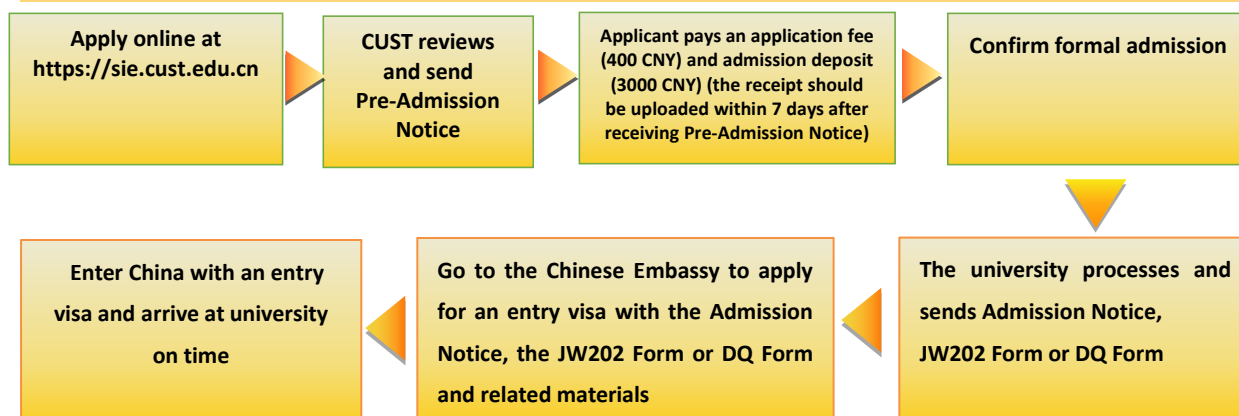 Apply online at
https://sie.cust.edu.cn
CUST reviews
and send
Pre-Admission
Notice
Applicant pays an application fee
(400 CNY) and admission deposit
(3000 CNY) (the receipt should
be uploaded within 7 days after
receiving Pre-Admission Notice)
Confirm formal admission
The university processes and
sends Admission Notice,
JW202 Form or DQ Form
Go to the Chinese Embassy to apply
for an entry visa with the Admission
Notice, the JW202 Form or DQ Form
and related materials
Enter China with an entry
visa and arrive at university
on time